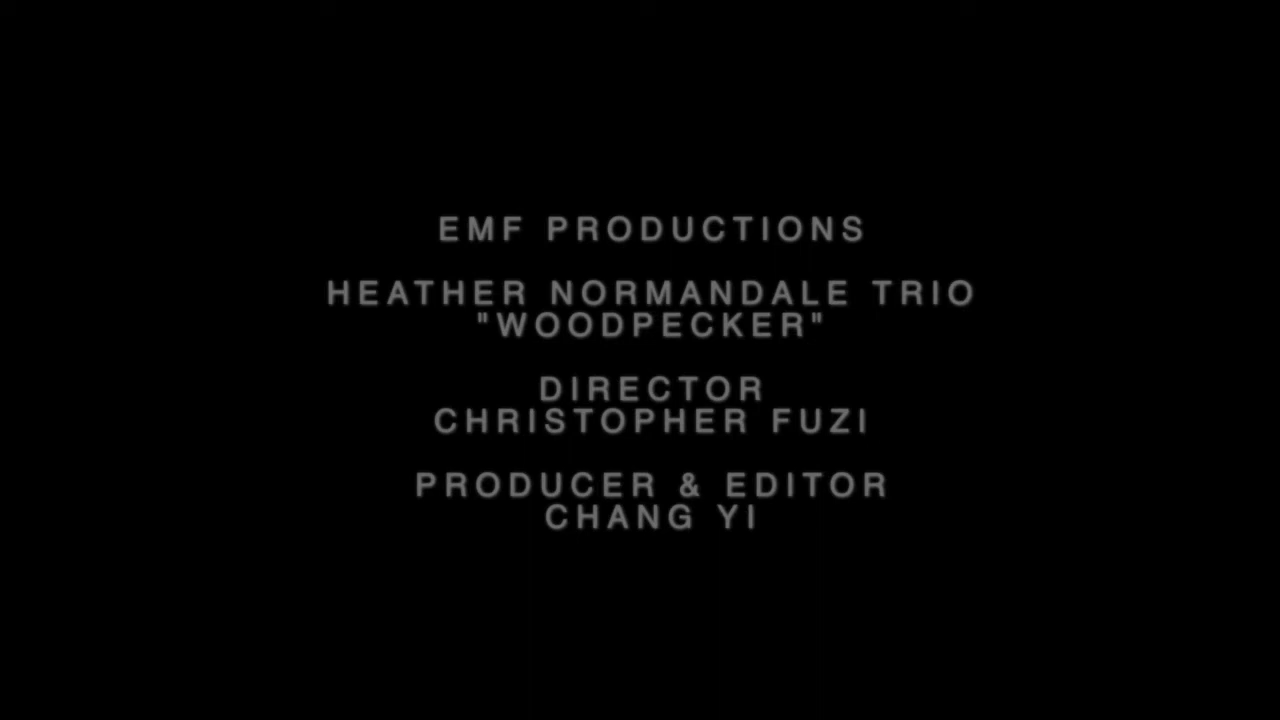 EMF PRODUCTIONS
HEATHER NORMANDALE TRIO
"WOODPECKER"
DIRECTOR
CHRISTOPHER FUZI
PRODUCER & EDITOR
CHANG YI